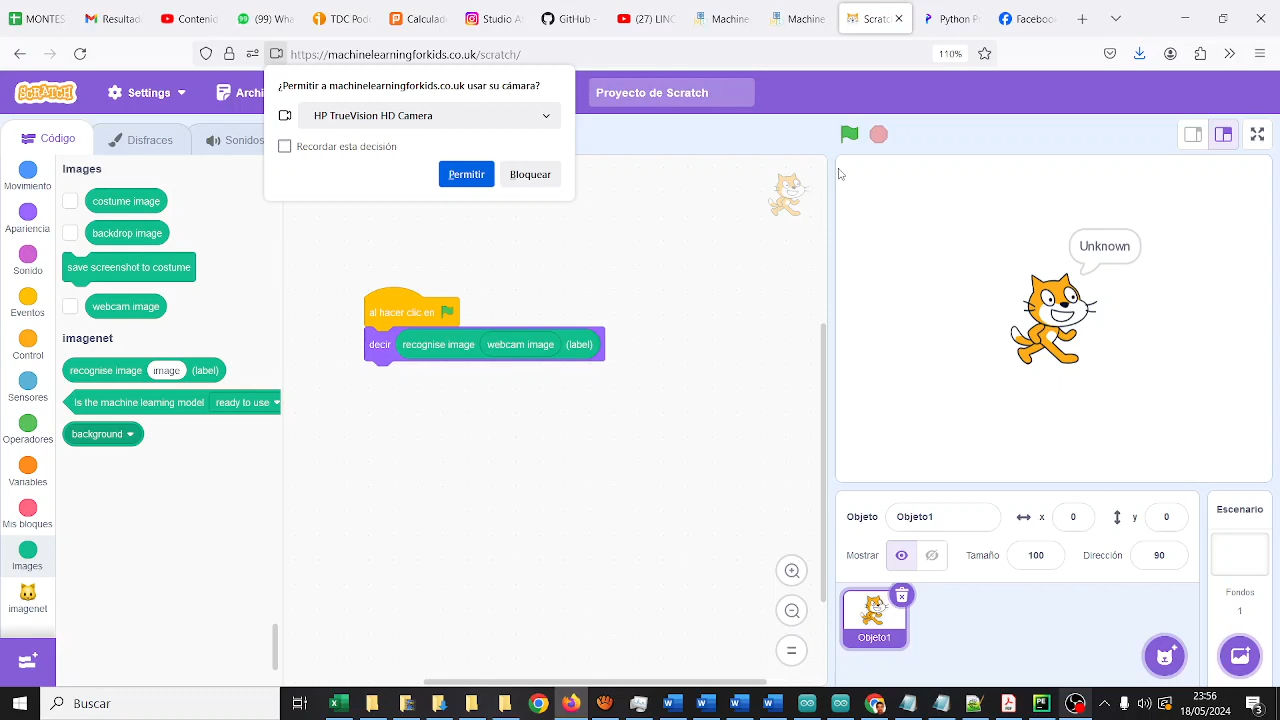 MONTES
Resultad
Contenid
(99) Wha
TDC Pod
Calculad
Studio A
GitHub
(27) LINC
Machine
Machine
Scratc
Python P
Facebook
https://machinelearningforkids.co.uk/scratch/
110%
SCRATCH
Settings
Archi
Proyecto de Scratch
¿Permitir a machinelearningforkids.co.uk usar su cámara?
HP TrueVision HD Camera
Recordar esta decisión
Permitir
Bloquear
Código
Disfraces
Sonidos
Movimiento
Apariencia
Sonido
Eventos
Control
Sensores
Operadores
Variables
Mis bloques
Images
imagenet
Images
costume image
backdrop image
save screenshot to costume
webcam image
imagenet
recognise image image (label)
Is the machine learning model ready to use
background
al hacer clic en
decir recognise image webcam image (label)
Unknown
Objeto Objeto1 x 0 y 0
Mostrar Tamaño 100 Dirección 90
Objeto1
Escenario
Fondos
1
Buscar
23:56
18/05/2024
3